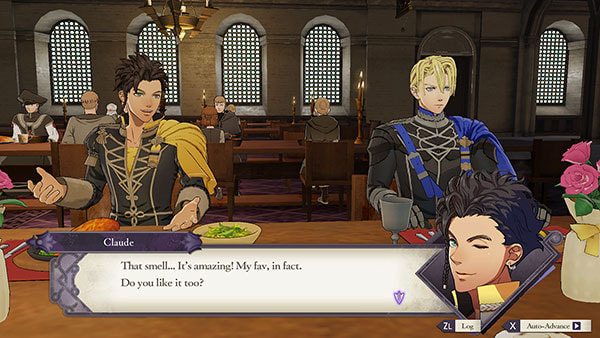 Claude
That smell... It's amazing! My fav, in fact.
Do you like it too?
ZL Log X Auto-Advance